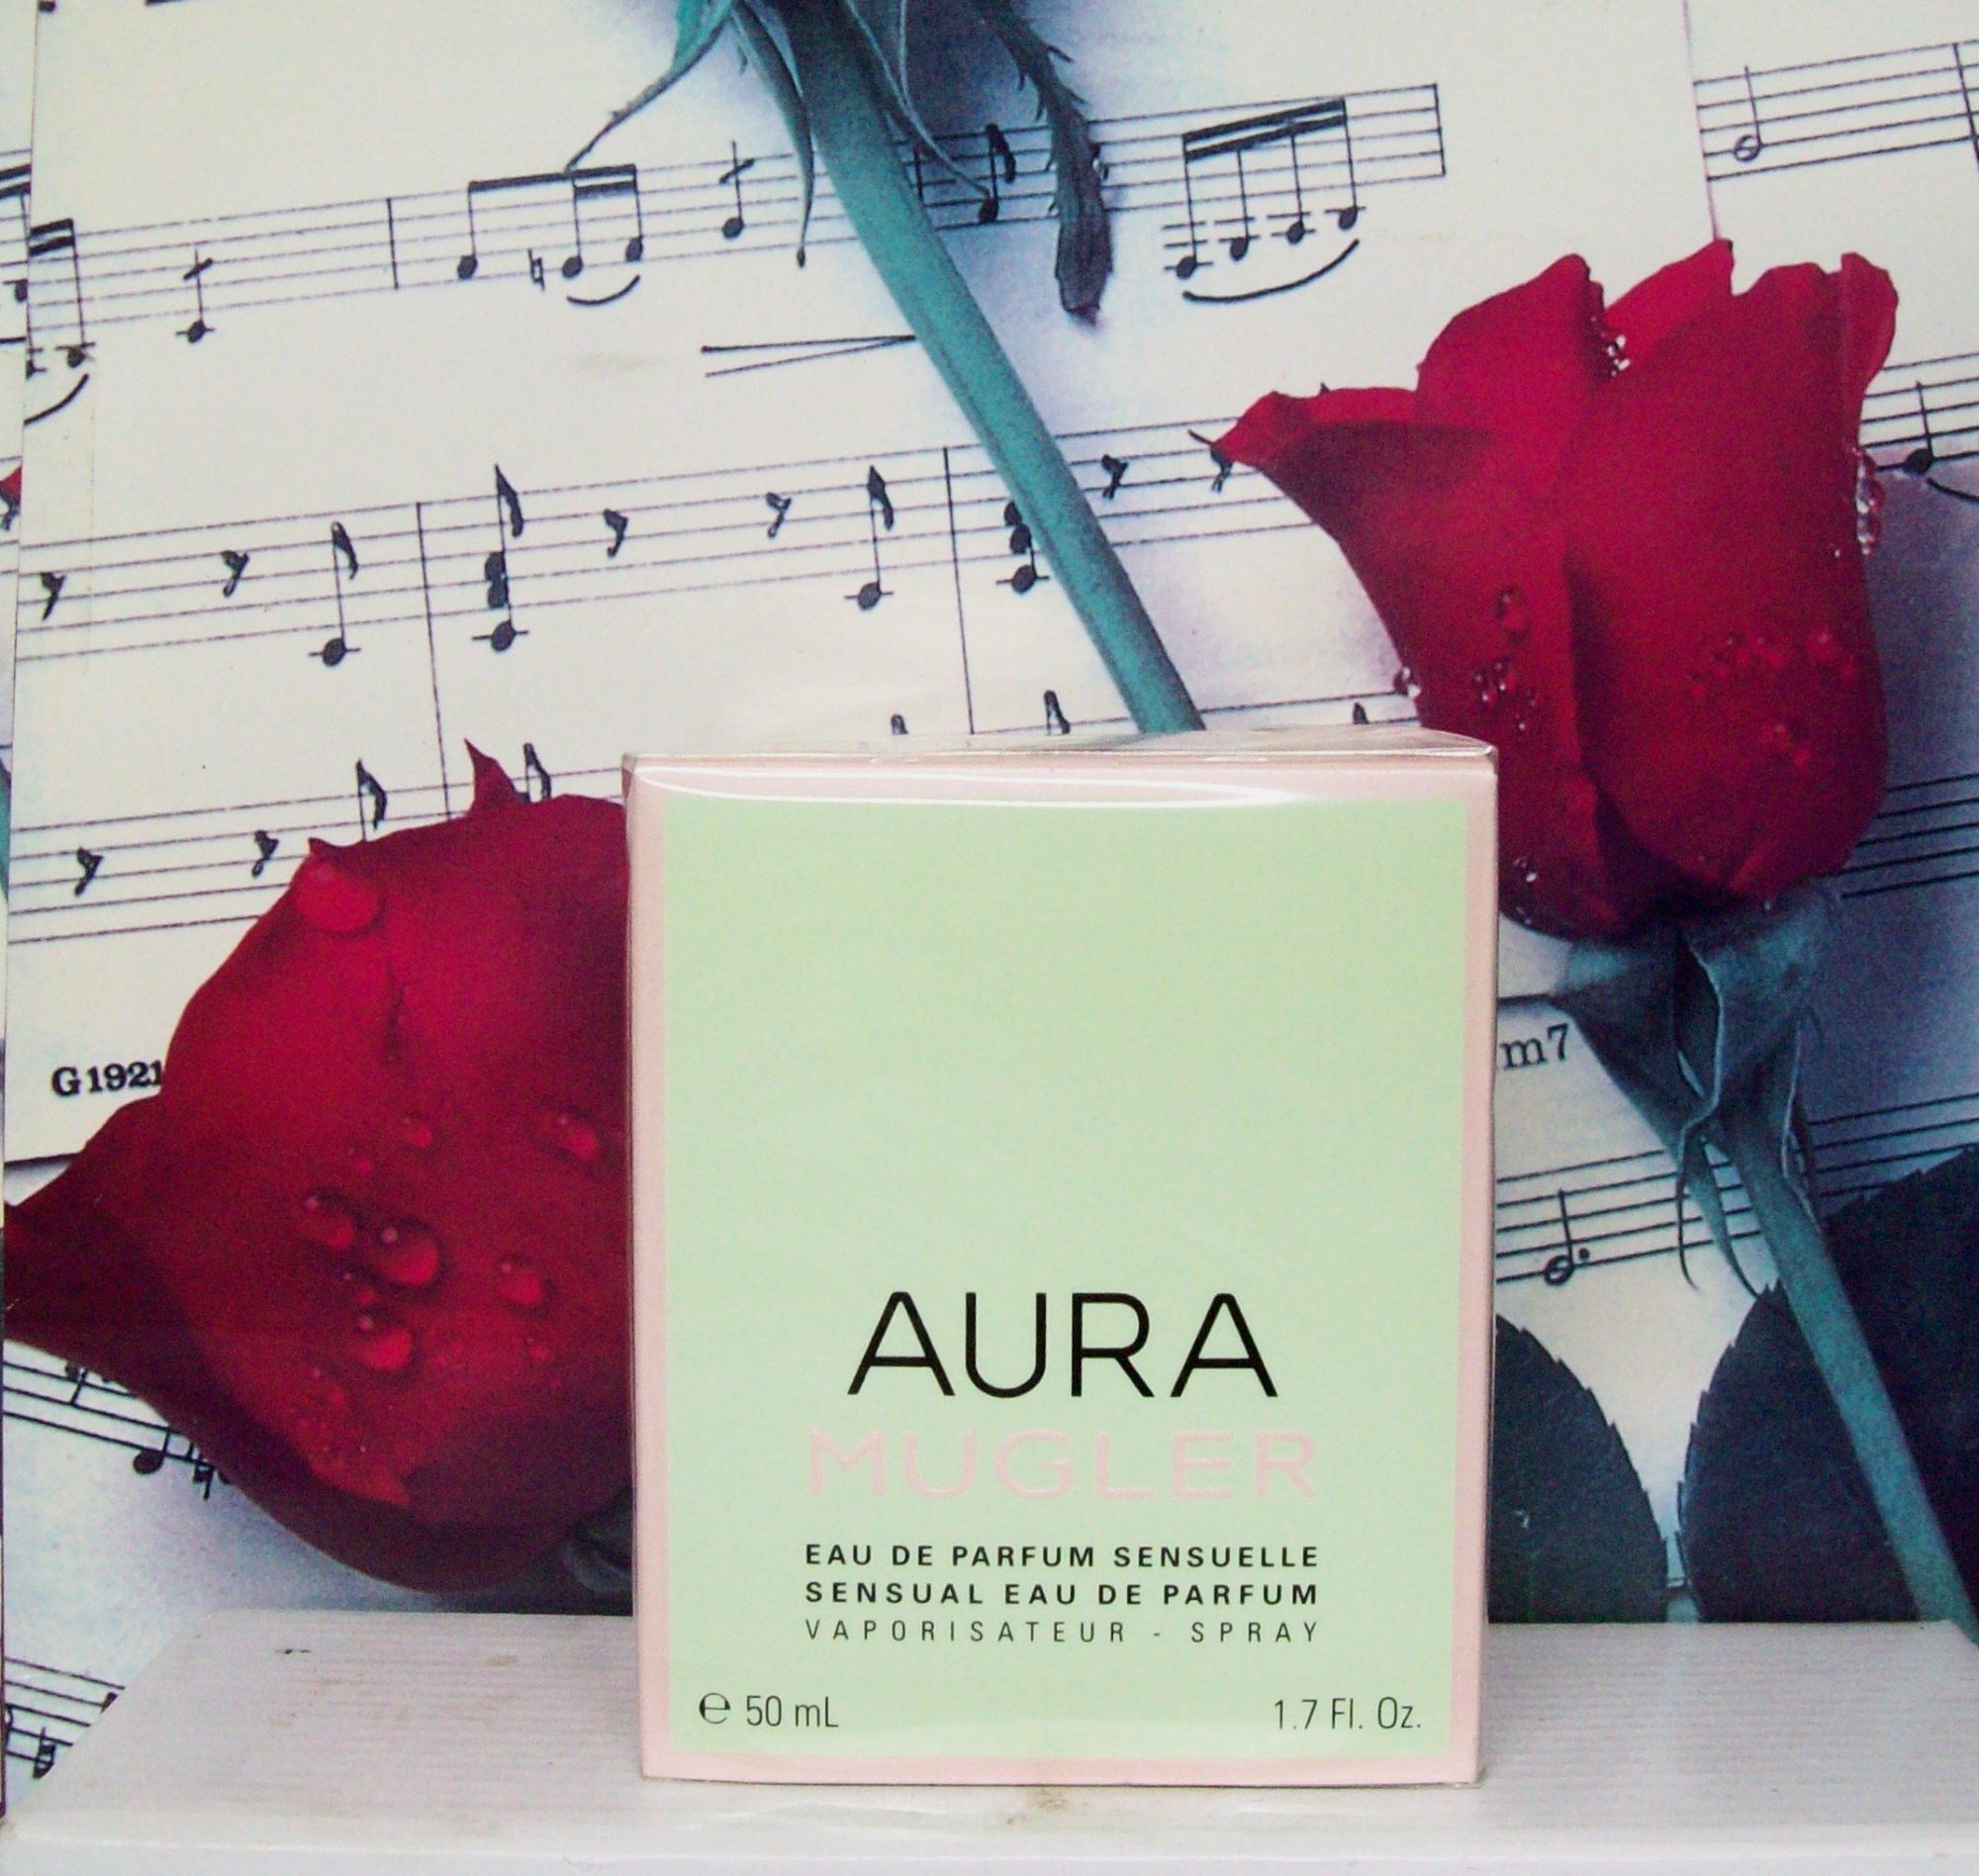 G1921
m7
AURA
MUGLER
EAU DE PARFUM SENSUELLE
SENSUAL EAU DE PARFUM
VAPORISATEUR - SPRAY
℮ 50 mL
1.7 Fl. Oz.